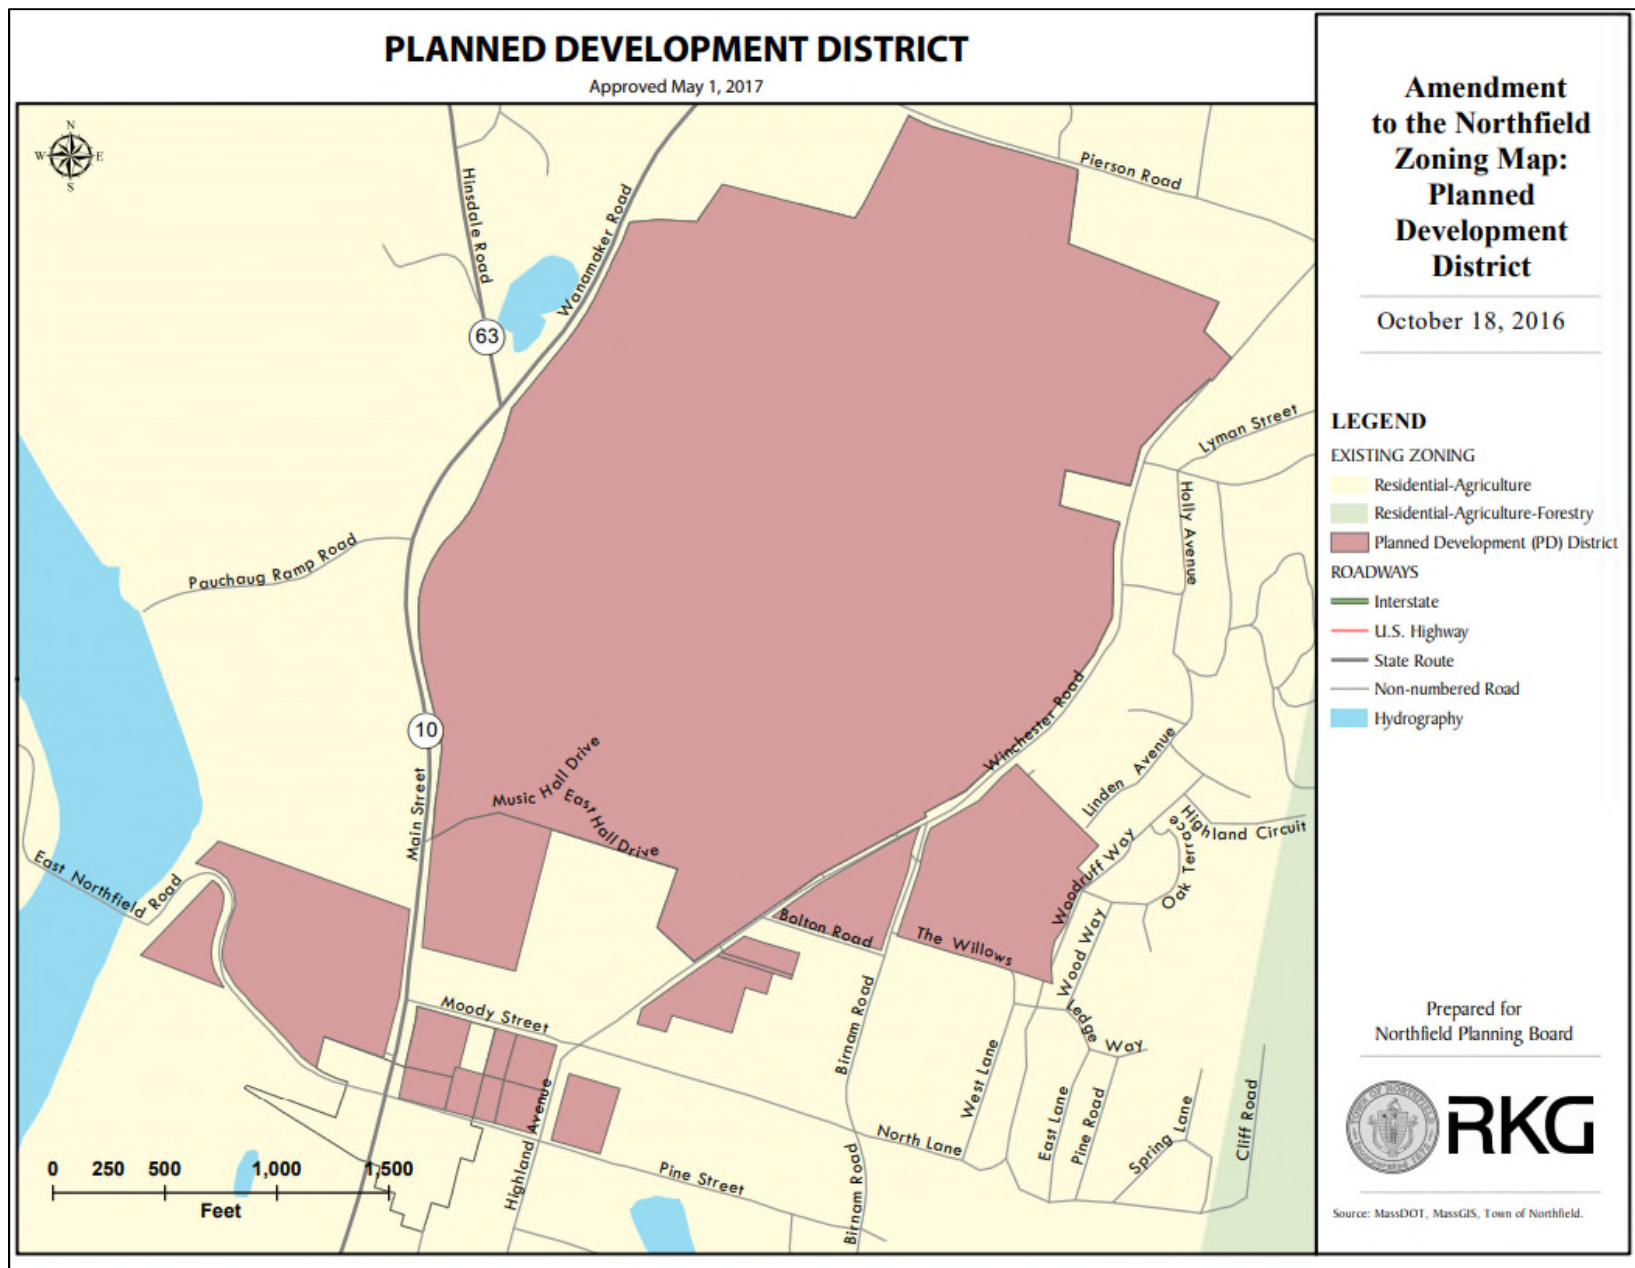 PLANNED DEVELOPMENT DISTRICT
Approved May 1, 2017
N
W
E
S
Hinsdale Road
Wanamaker Road
Pierson Road
63
Lyman Street
Holly Avenue
Pauchaug Ramp Road
10
Main Street
Music Hall Drive
East Hall Drive
Winchester Road
Linden Avenue
Highland Circuit
Oak Terrace
Woodruff Way
Wood Way
East Northfield Road
Bolton Road
The Willows
Ledge Way
Moody Street
Birnam Road
West Lane
East Lane
Pine Road
Spring Lane
Cliff Road
North Lane
Highland Avenue
Pine Street
Birnam Road
0 250 500 1,000 1,500
Feet
Amendment
to the Northfield
Zoning Map:
Planned
Development
District
October 18, 2016
LEGEND
EXISTING ZONING
Residential-Agriculture
Residential-Agriculture-Forestry
Planned Development (PD) District
ROADWAYS
Interstate
U.S. Highway
State Route
Non-numbered Road
Hydrography
Prepared for
Northfield Planning Board
TOWN OF NORTHFIELD
RKG
Source: MassDOT, MassGIS, Town of Northfield.